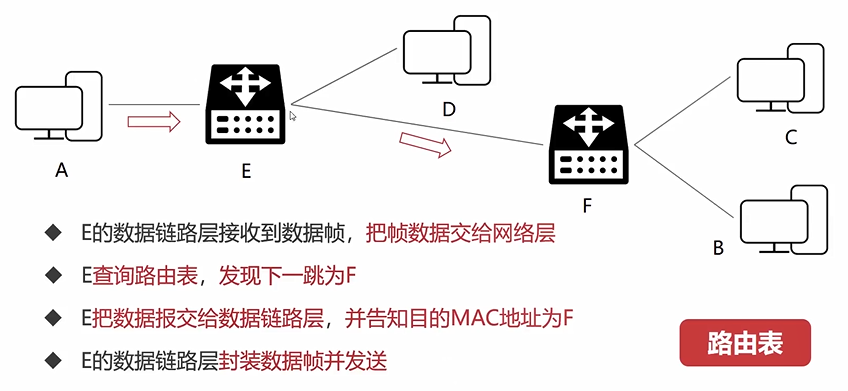 D
A
E
C
F
B
E的数据链路层接收到数据帧，把帧数据交给网络层
E查询路由表，发现下一跳为F
E把数据报交给数据链路层，并告知目的MAC地址为F
E的数据链路层封装数据帧并发送
路由表